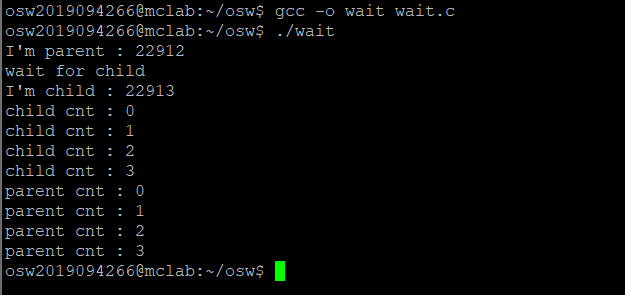 osw2019094266@mclab:~/osw$ gcc -o wait wait.c
osw2019094266@mclab:~/osw$ ./wait
I'm parent : 22912
wait for child
I'm child : 22913
child cnt : 0
child cnt : 1
child cnt : 2
child cnt : 3
parent cnt : 0
parent cnt : 1
parent cnt : 2
parent cnt : 3
osw2019094266@mclab:~/osw$